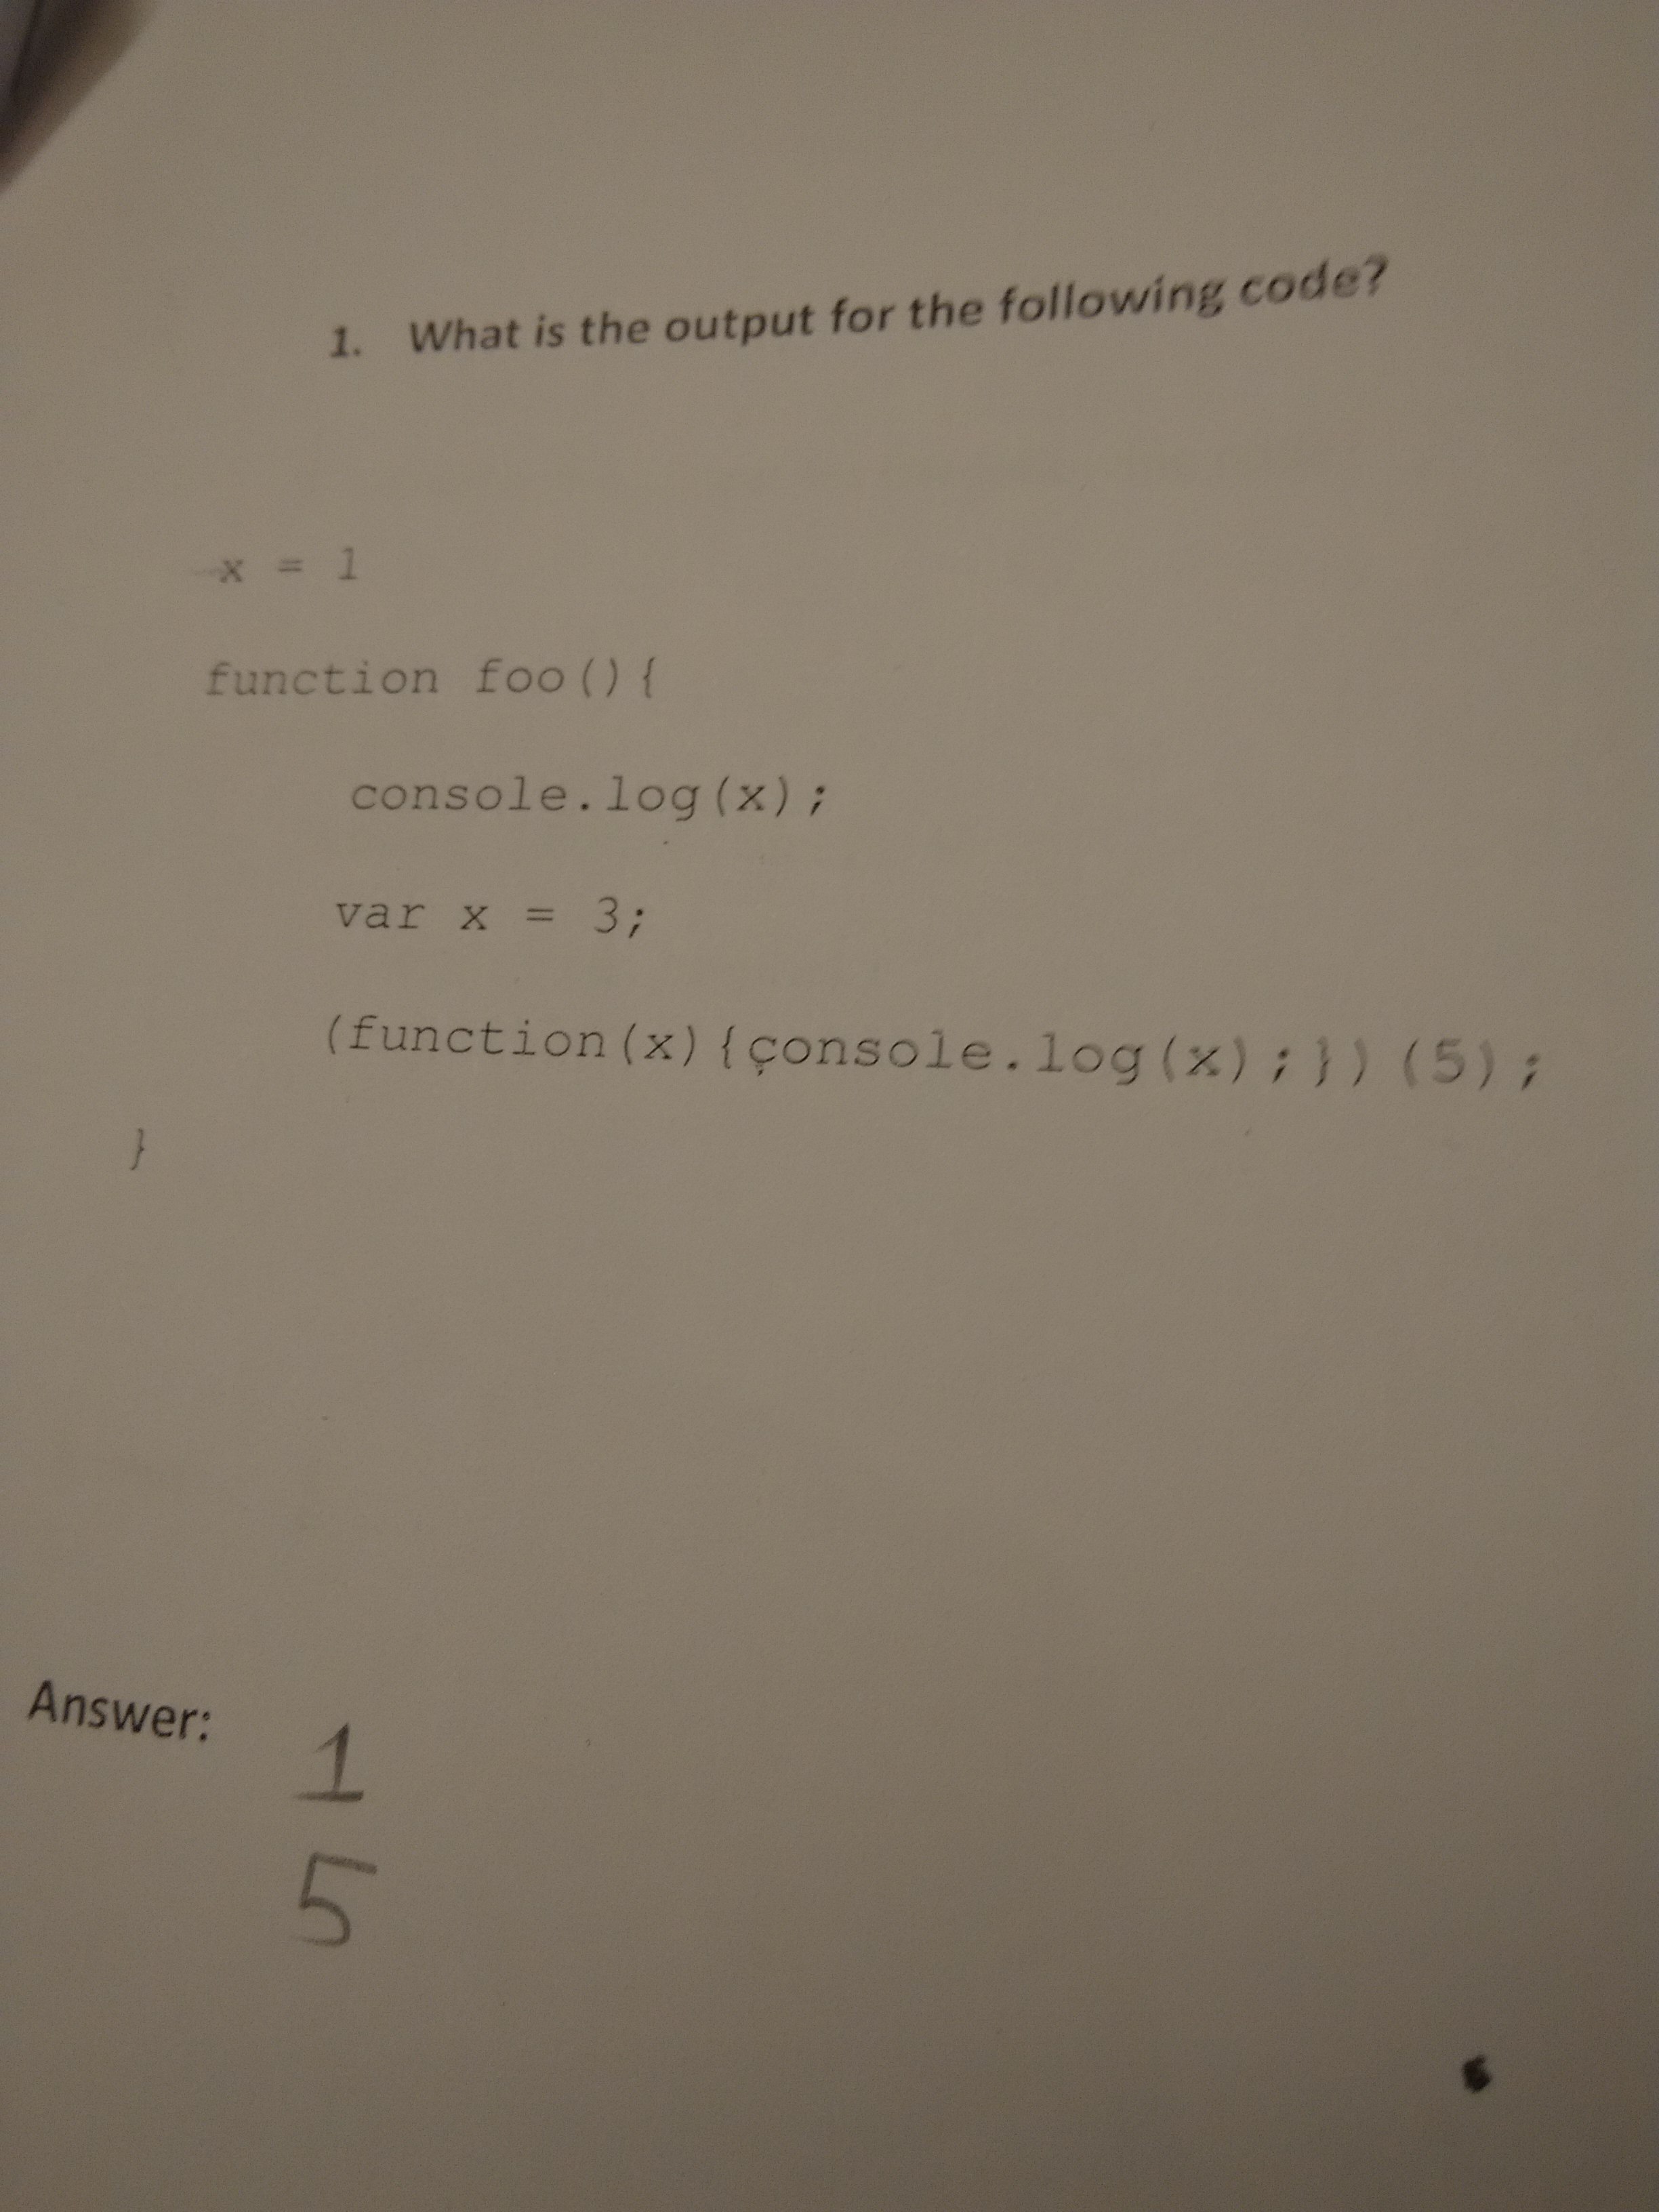 1. What is the output for the following code?
x = 1
function foo(){
console.log(x);
var x = 3;
(function(x){console.log(x);})(5);
}
Answer:
1
5